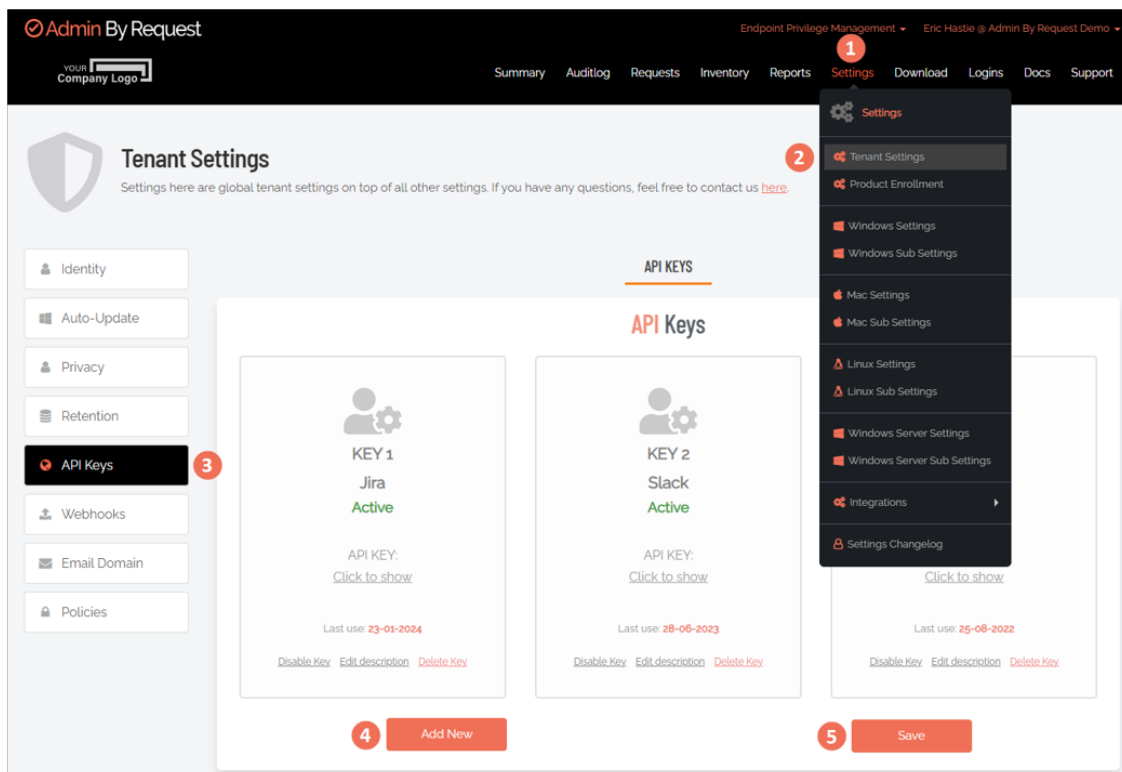 Admin By Request
Endpoint Privilege Management Eric Hastie @ Admin By Request Demo
YOUR
Company Logo
1
Summary Auditlog Requests Inventory Reports Settings Download Logins Docs Support
Settings
2 Tenant Settings
Product Enrollment
Windows Settings
Windows Sub Settings
Mac Settings
Mac Sub Settings
Linux Settings
Linux Sub Settings
Windows Server Settings
Windows Server Sub Settings
Integrations
Settings Changelog
Tenant Settings
Settings here are global tenant settings on top of all other settings. If you have any questions, feel free to contact us here.
Identity
Auto-Update
Privacy
Retention
API Keys 3
Webhooks
Email Domain
Policies
API KEYS
API Keys
KEY 1
Jira
Active
API KEY:
Click to show
Last use: 23-01-2024
Disable Key Edit description Delete Key
KEY 2
Slack
Active
API KEY:
Click to show
Last use: 28-06-2023
Disable Key Edit description Delete Key
Click to show
Last use: 25-08-2022
Disable Key Edit description Delete Key
4 Add New
5 Save